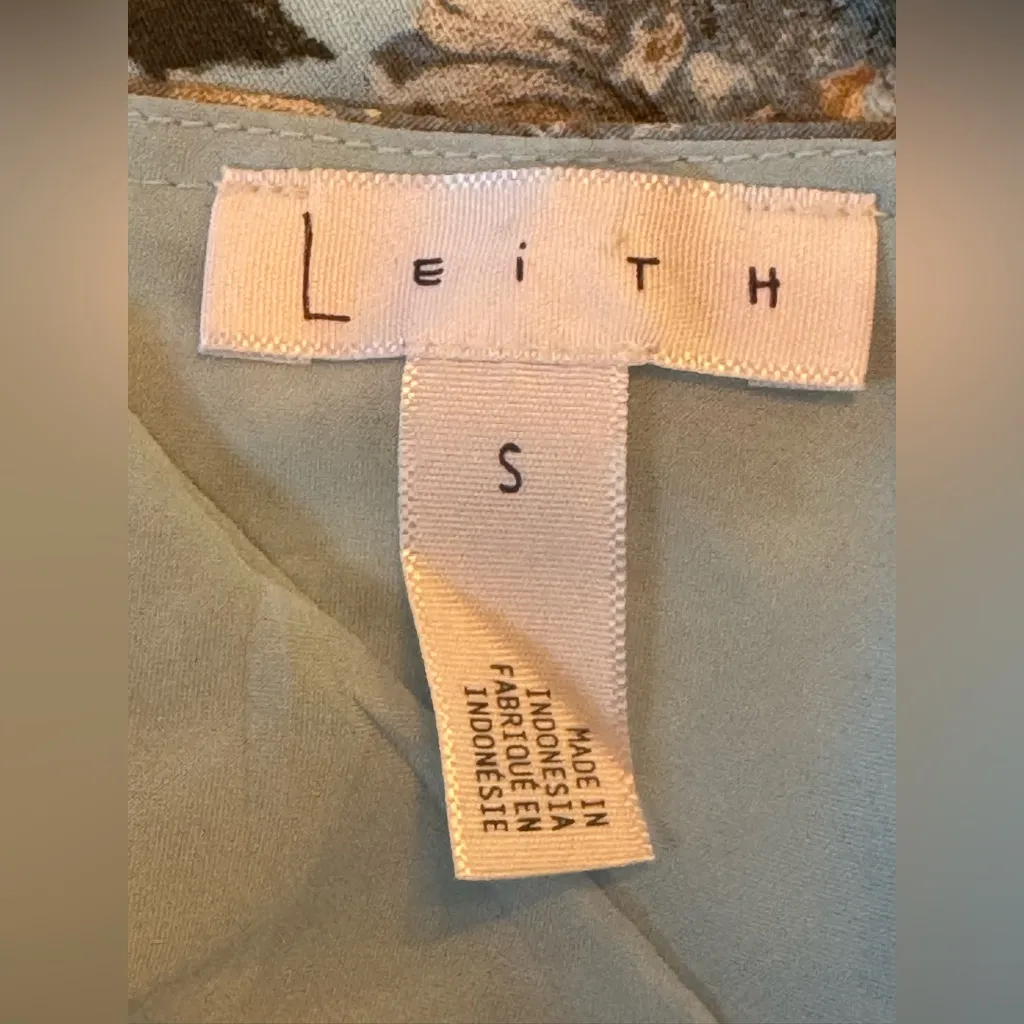 LEiTH
S
MADE IN
INDONESIA
FABRIQUÉ EN
INDONÉSIE